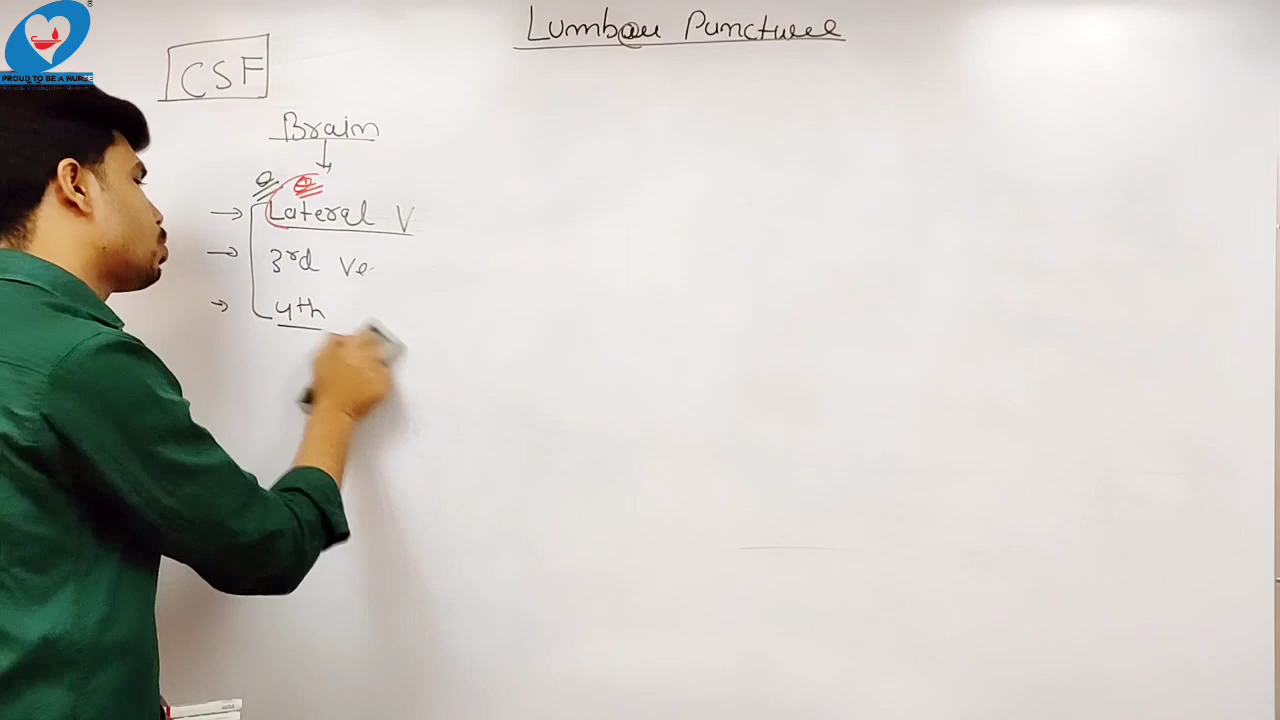 Lumbar Puncture
PROUD TO BE A NURSE
CSF
Brain
Lateral V
3rd Ve
4th